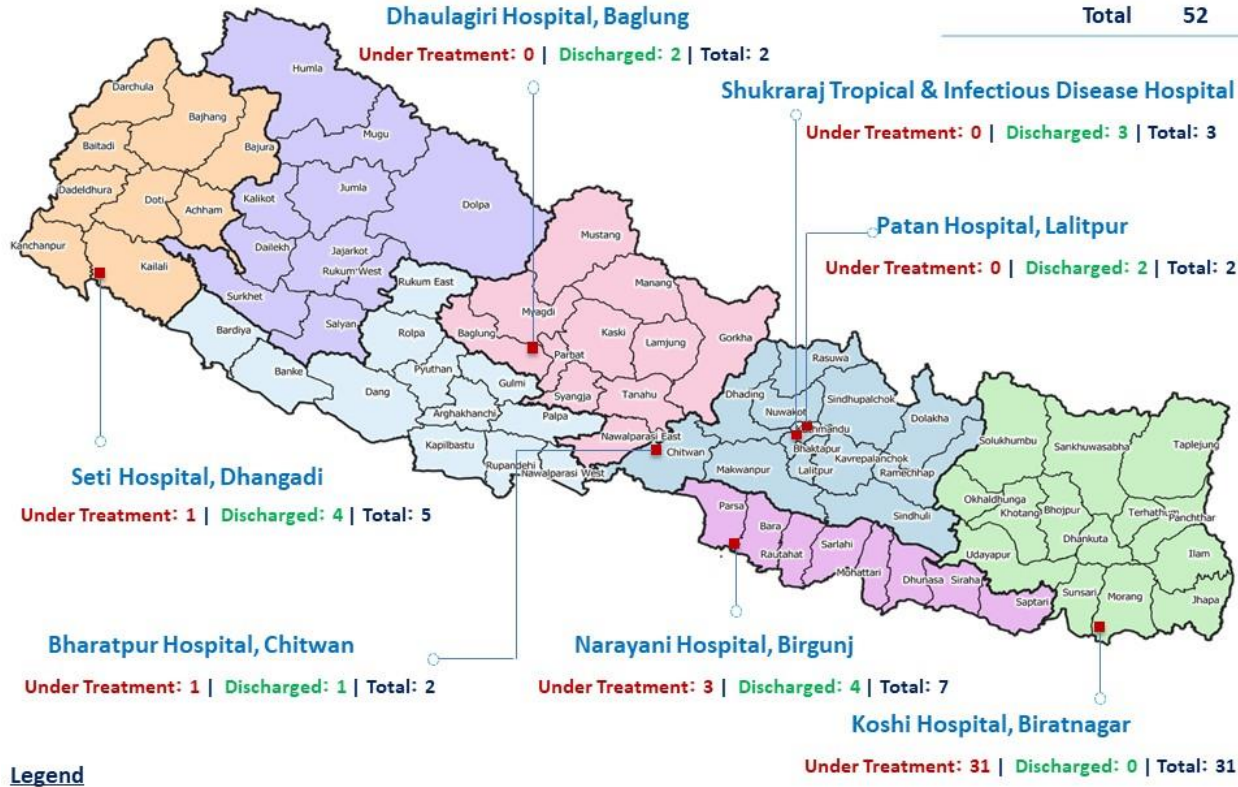 Total 52
Dhaulagiri Hospital, Baglung
Under Treatment: 0 | Discharged: 2 | Total: 2
Shukraraj Tropical & Infectious Disease Hospital
Under Treatment: 0 | Discharged: 3 | Total: 3
Patan Hospital, Lalitpur
Under Treatment: 0 | Discharged: 2 | Total: 2
Humla
Darchula
Bajhang
Mugu
Baitadi
Bajura
Dadeldhura
Doti
Achham
Kalikot
Jumla
Dolpa
Kanchanpur
Kailali
Dailekh
Jajarkot
Rukum West
Rukum East
Surkhet
Salyan
Mustang
Manang
Myagdi
Baglung
Parbat
Kaski
Lamjung
Gorkha
Syangja
Tanahu
Nawalparasi East
Bardiya
Banke
Dang
Rolpa
Pyuthan
Gulmi
Arghakhanchi
Palpa
Kapilbastu
Rupandehi
Nawalparasi West
Rasuwa
Dhading
Nuwakot
Sindhupalchok
Dolakha
Bhaktapur
Kavrepalanchok
Lalitpur
Ramechhap
Chitwan
Makwanpur
Sindhuli
Solukhumbu
Sankhuwasabha
Taplejung
Okhaldhunga
Khotang
Bhojpur
Terhathum
Panchthar
Dhankuta
Ilam
Udayapur
Sunsari
Morang
Jhapa
Parsa
Bara
Rautahat
Sarlahi
Mohattari
Dhunasa
Siraha
Saptari
Seti Hospital, Dhangadi
Under Treatment: 1 | Discharged: 4 | Total: 5
Bharatpur Hospital, Chitwan
Under Treatment: 1 | Discharged: 1 | Total: 2
Narayani Hospital, Birgunj
Under Treatment: 3 | Discharged: 4 | Total: 7
Koshi Hospital, Biratnagar
Under Treatment: 31 | Discharged: 0 | Total: 31
Legend